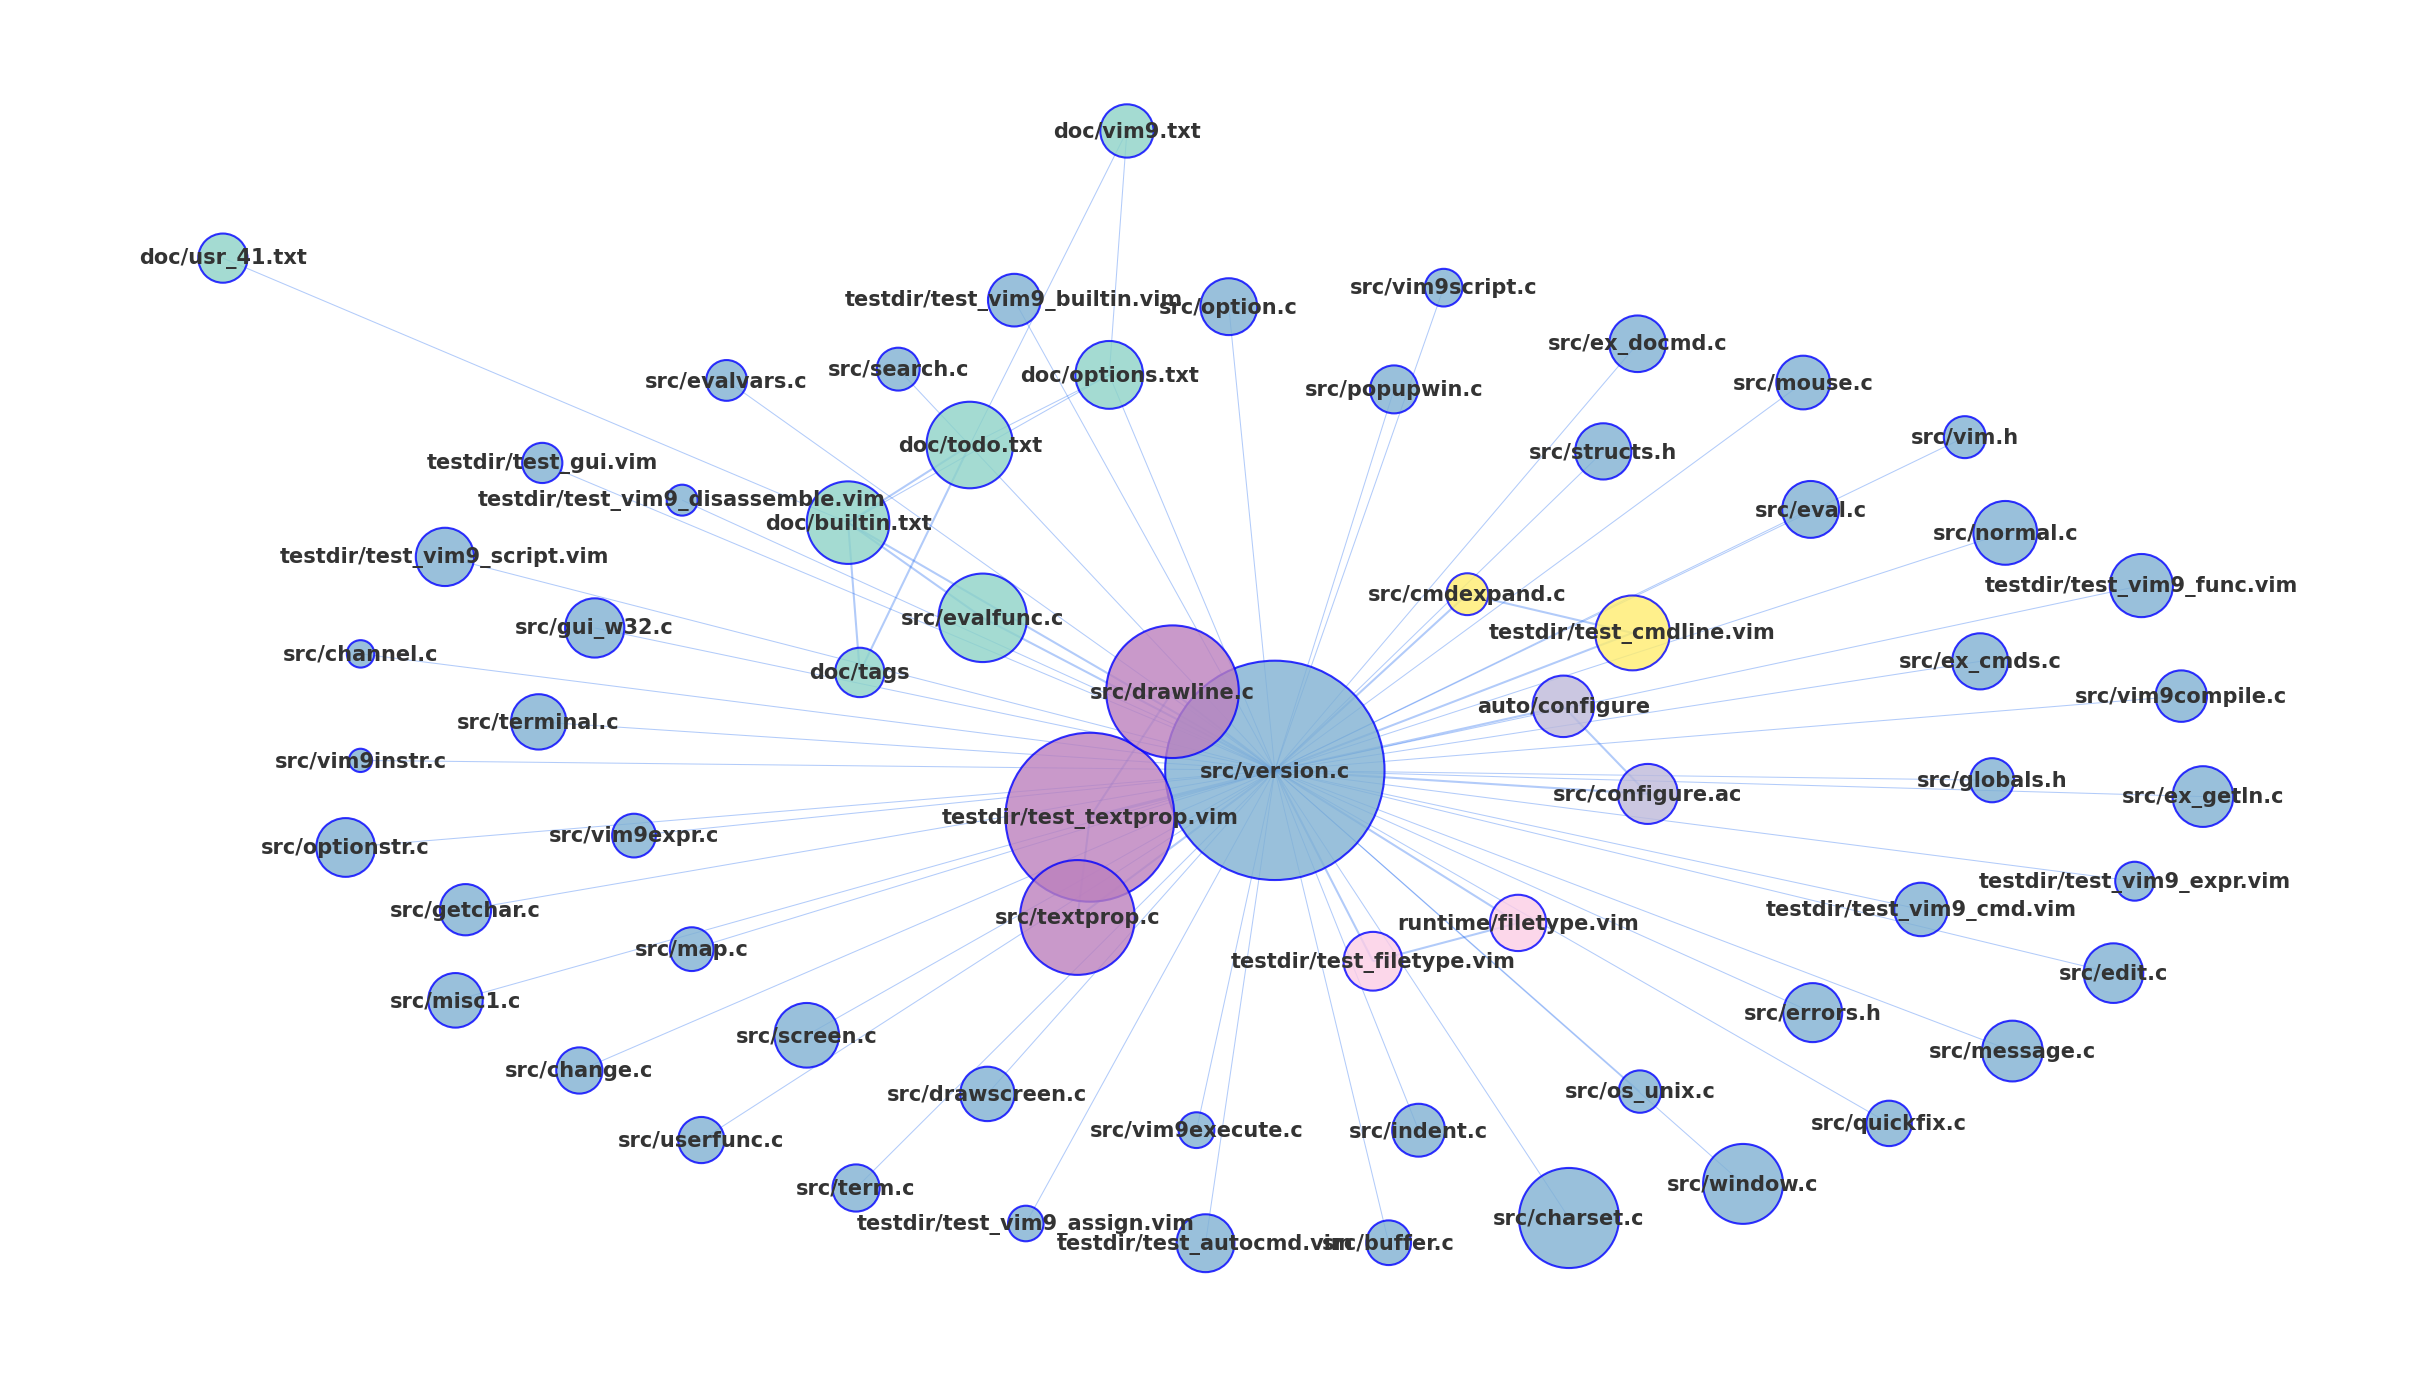 doc/vim9.txt
doc/usr_41.txt
src/vim9script.c
testdir/test_vim9_builtin.vim
src/option.c
src/ex_docmd.c
src/search.c
doc/options.txt
src/evalvars.c
src/popupwin.c
src/mouse.c
src/vim.h
doc/todo.txt
src/structs.h
testdir/test_gui.vim
testdir/test_vim9_disassemble.vim
src/eval.c
doc/builtin.txt
src/normal.c
testdir/test_vim9_script.vim
testdir/test_vim9_func.vim
src/cmdexpand.c
src/evalfunc.c
src/gui_w32.c
testdir/test_cmdline.vim
src/channel.c
src/ex_cmds.c
doc/tags
src/drawline.c
src/vim9compile.c
auto/configure
src/terminal.c
src/vim9instr.c
src/version.c
src/globals.h
src/configure.ac
src/ex_getln.c
testdir/test_textprop.vim
src/vim9expr.c
src/optionstr.c
testdir/test_vim9_expr.vim
src/getchar.c
testdir/test_vim9_cmd.vim
src/textprop.c
runtime/filetype.vim
src/map.c
testdir/test_filetype.vim
src/edit.c
src/misc1.c
src/errors.h
src/screen.c
src/message.c
src/change.c
src/drawscreen.c
src/os_unix.c
src/quickfix.c
src/vim9execute.c
src/indent.c
src/userfunc.c
src/window.c
src/term.c
src/charset.c
testdir/test_vim9_assign.vim
testdir/test_autocmd.vim
src/buffer.c